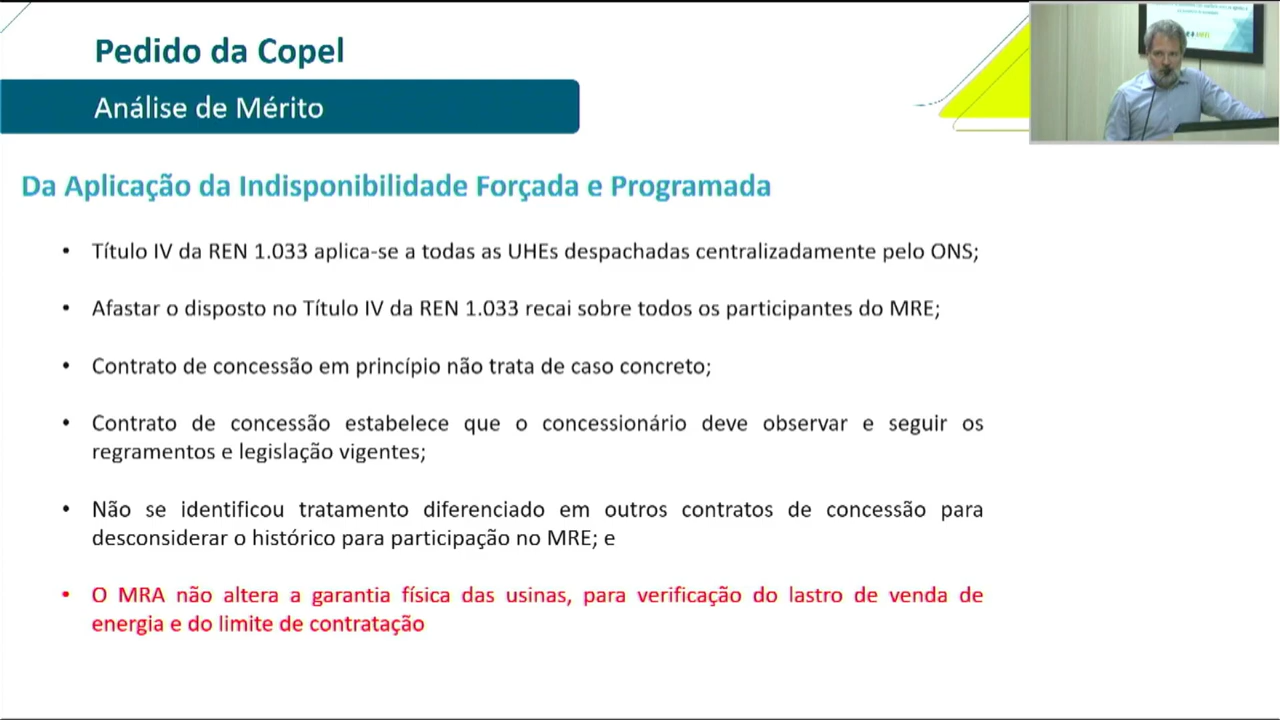 Pedido da Copel
Análise de Mérito
Da Aplicação da Indisponibilidade Forçada e Programada
• Título IV da REN 1.033 aplica-se a todas as UHEs despachadas centralizadamente pelo ONS;
• Afastar o disposto no Título IV da REN 1.033 recai sobre todos os participantes do MRE;
• Contrato de concessão em princípio não trata de caso concreto;
• Contrato de concessão estabelece que o concessionário deve observar e seguir os
regramentos e legislação vigentes;
• Não se identificou tratamento diferenciado em outros contratos de concessão para
desconsiderar o histórico para participação no MRE; e
• O MRA não altera a garantia física das usinas, para verificação do lastro de venda de
energia e do limite de contratação